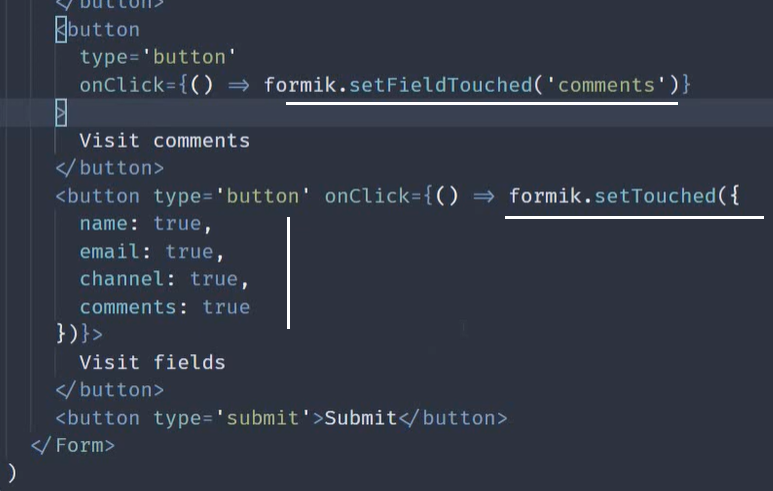 </button>
<button
type='button'
onClick={() => formik.setFieldTouched('comments')}
>
Visit comments
</button>
<button type='button' onClick={() => formik.setTouched({
name: true,
email: true,
channel: true,
comments: true
})}>
Visit fields
</button>
<button type='submit'>Submit</button>
</Form>
)